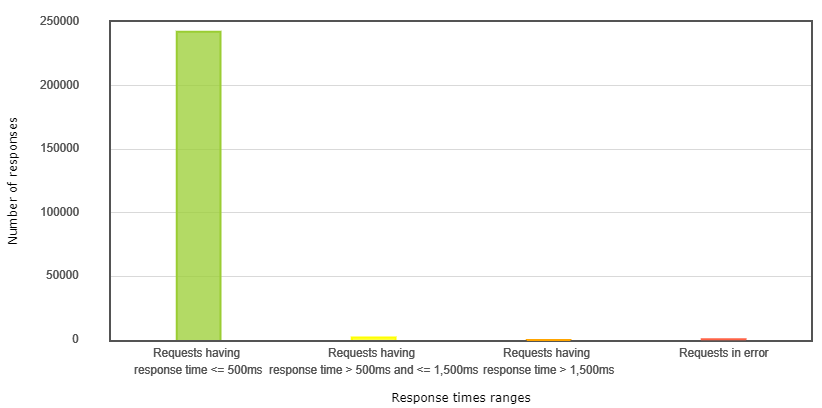 250000
200000
150000
100000
50000
0
Number of responses
Requests having
response time <= 500ms
Requests having
response time > 500ms and <= 1,500ms
Requests having
response time > 1,500ms
Requests in error
Response times ranges